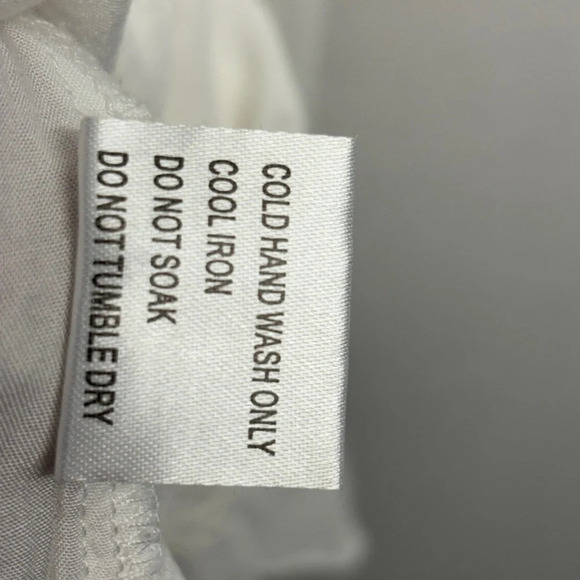 COLD HAND WASH ONLY
COOL IRON
DO NOT SOAK
DO NOT TUMBLE DRY